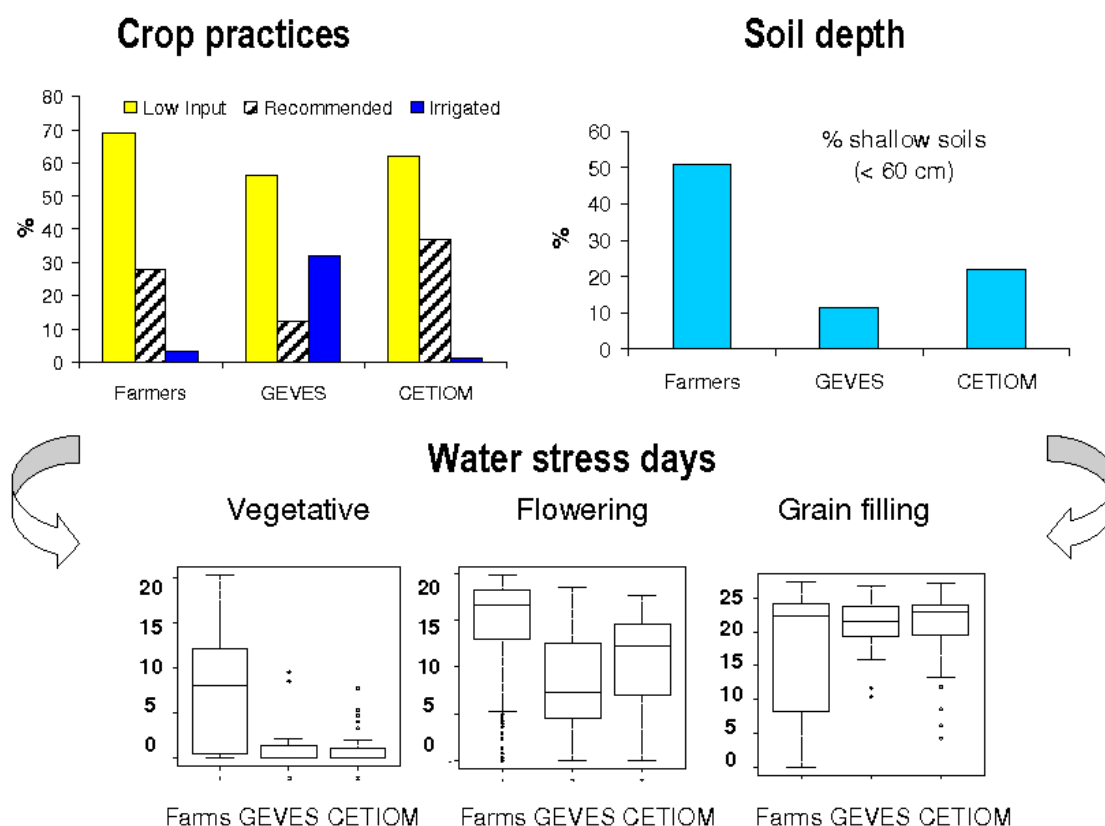 Crop practices
Soil depth
80
70
60
50
40
30
20
10
0
%
Low Input Recommended Irrigated
Farmers GEVES CETIOM
60
50
40
30
20
10
0
%
% shallow soils
(< 60 cm)
Farmers GEVES CETIOM
Water stress days
Vegetative
Flowering
Grain filling
20
15
10
5
0
20
15
10
5
0
25
20
15
10
5
0
Farms GEVES CETIOM
Farms GEVES CETIOM
Farms GEVES CETIOM